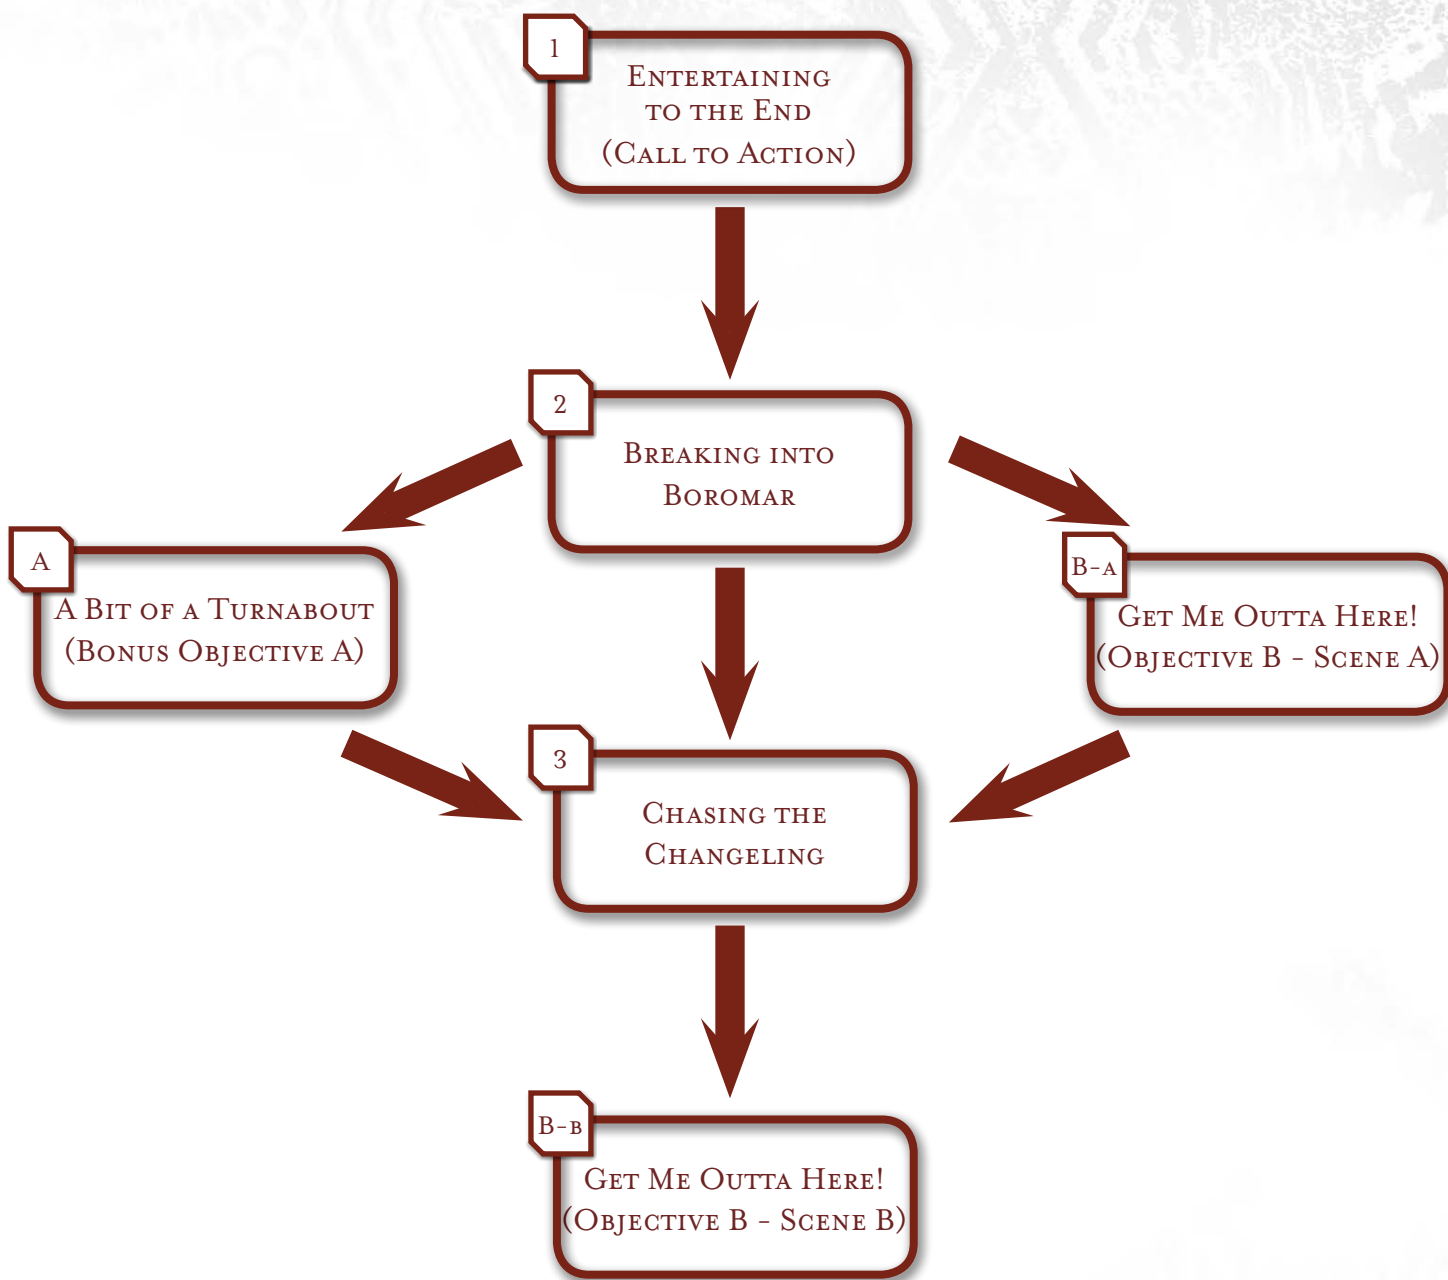 1
Entertaining
to the End
(Call to Action)
2
Breaking into
Boromar
A
A Bit of a Turnabout
(Bonus Objective A)
B-a
Get Me Outta Here!
(Objective B - Scene A)
3
Chasing the
Changeling
B-b
Get Me Outta Here!
(Objective B - Scene B)